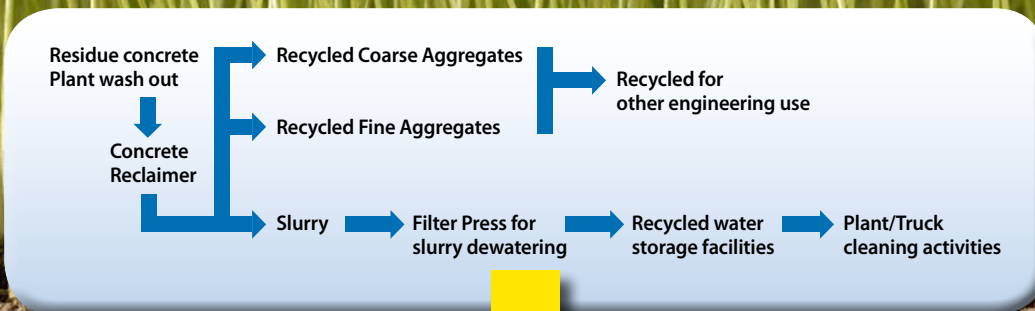 Residue concrete
Plant wash out
Concrete
Reclaimer
Recycled Coarse Aggregates
Recycled Fine Aggregates
Recycled for
other engineering use
Slurry
Filter Press for
slurry dewatering
Recycled water
storage facilities
Plant/Truck
cleaning activities